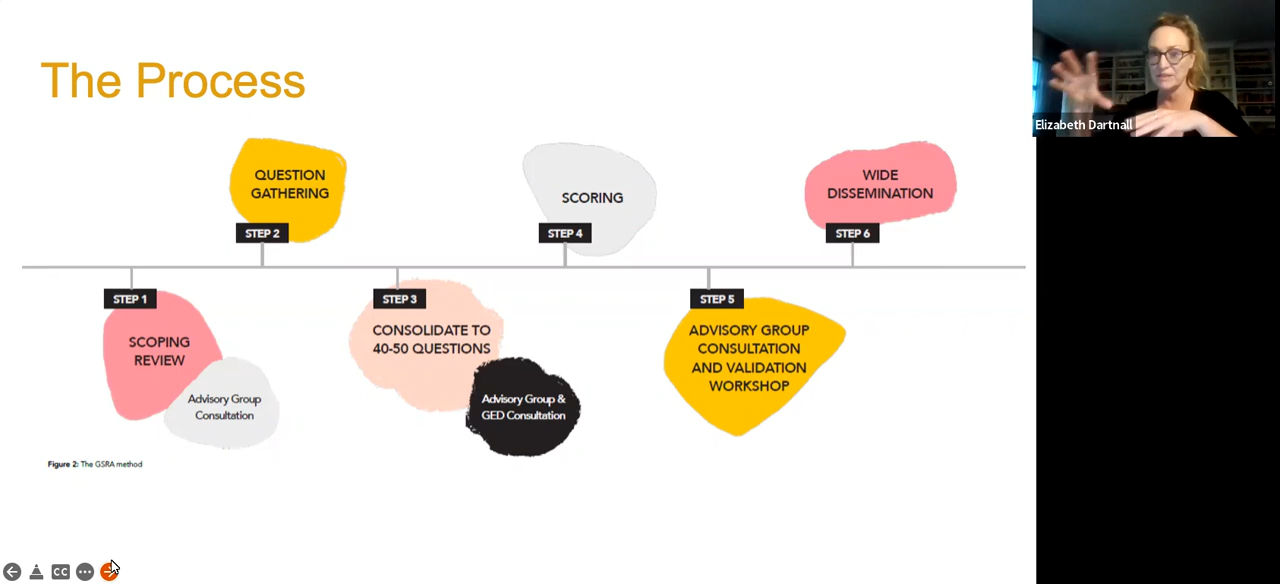 The Process
Elizabeth Dartnall
QUESTION
GATHERING
STEP 2
SCORING
STEP 4
WIDE
DISSEMINATION
STEP 6
STEP 1
SCOPING
REVIEW
Advisory Group
Consultation
STEP 3
CONSOLIDATE TO
40-50 QUESTIONS
Advisory Group &
GED Consultation
STEP 5
ADVISORY GROUP
CONSULTATION
AND VALIDATION
WORKSHOP
Figure 2: The GSRA method
CC